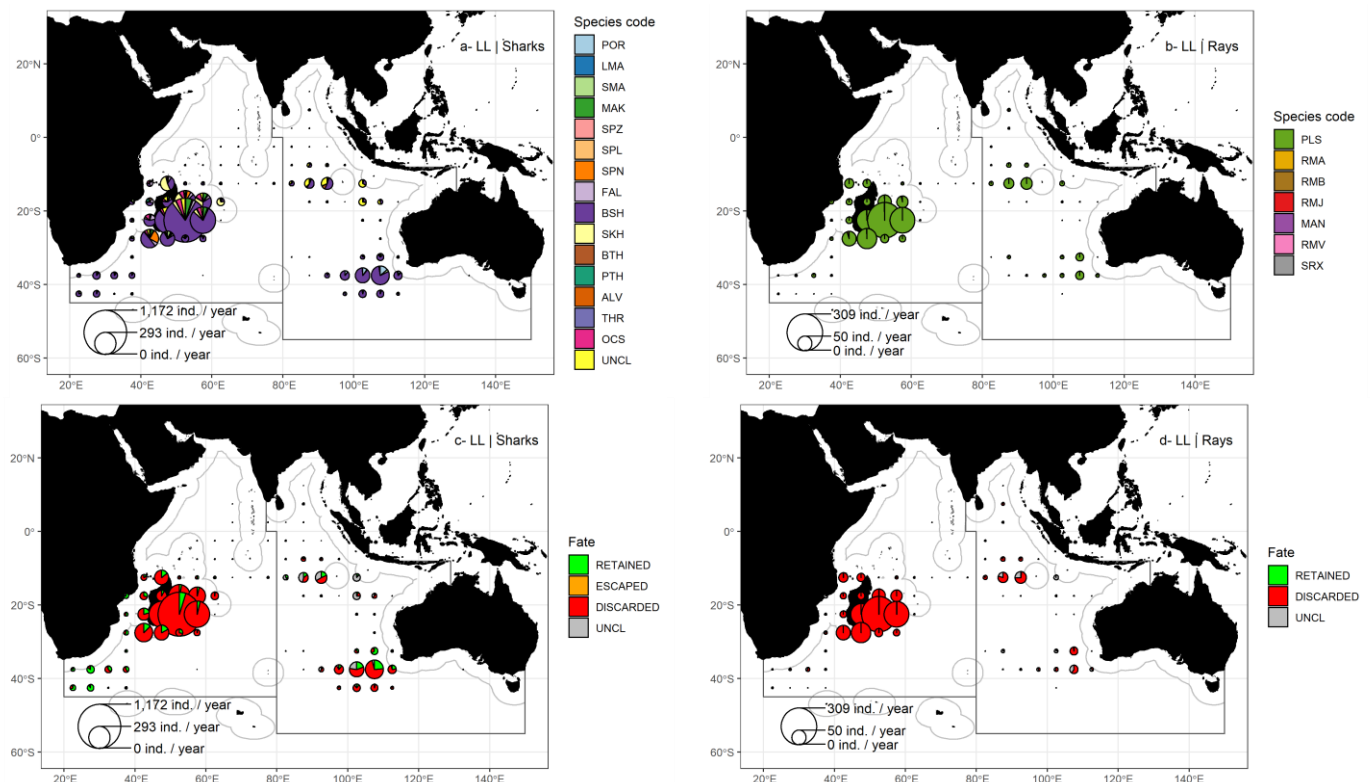 a- LL | Sharks
20°N
0°
20°S
40°S
60°S
1,172 ind. / year
293 ind. / year
0 ind. / year
20°E 40°E 60°E 80°E 100°E 120°E 140°E
Species code
POR
LMA
SMA
MAK
SPZ
SPL
SPN
FAL
BSH
SKH
BTH
PTH
ALV
THR
OCS
UNCL
b- LL | Rays
20°N
0°
20°S
40°S
60°S
309 ind. / year
50 ind. / year
0 ind. / year
20°E 40°E 60°E 80°E 100°E 120°E 140°E
Species code
PLS
RMA
RMB
RMJ
MAN
RMV
SRX
c- LL | Sharks
20°N
0°
20°S
40°S
60°S
1,172 ind. / year
293 ind. / year
0 ind. / year
20°E 40°E 60°E 80°E 100°E 120°E 140°E
Fate
RETAINED
ESCAPED
DISCARDED
UNCL
d- LL | Rays
20°N
0°
20°S
40°S
60°S
309 ind. / year
50 ind. / year
0 ind. / year
20°E 40°E 60°E 80°E 100°E 120°E 140°E
Fate
RETAINED
DISCARDED
UNCL